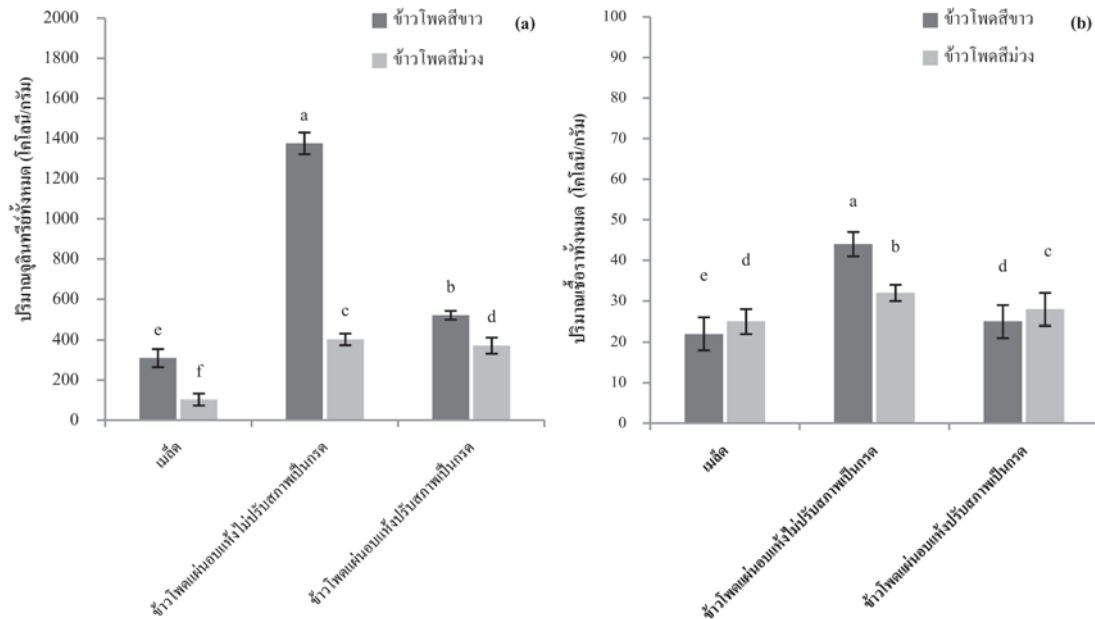 ปริมาณจุลินทรีย์ทั้งหมด (โคโลนี/กรัม)
2000
1800
1600
1400
1200
1000
800
600
400
200
0
ข้าวโพดสีขาว
ข้าวโพดสีม่วง
(a)
e
f
a
c
b
d
เมล็ด
ข้าวโพดแผ่นอบแห้งไม่ปรับสภาพเป็นกรด
ข้าวโพดแผ่นอบแห้งปรับสภาพเป็นกรด
ปริมาณเชื้อราทั้งหมด (โคโลนี/กรัม)
100
90
80
70
60
50
40
30
20
10
0
ข้าวโพดสีขาว
ข้าวโพดสีม่วง
(b)
e
d
a
b
d
c
เมล็ด
ข้าวโพดแผ่นอบแห้งไม่ปรับสภาพเป็นกรด
ข้าวโพดแผ่นอบแห้งปรับสภาพเป็นกรด